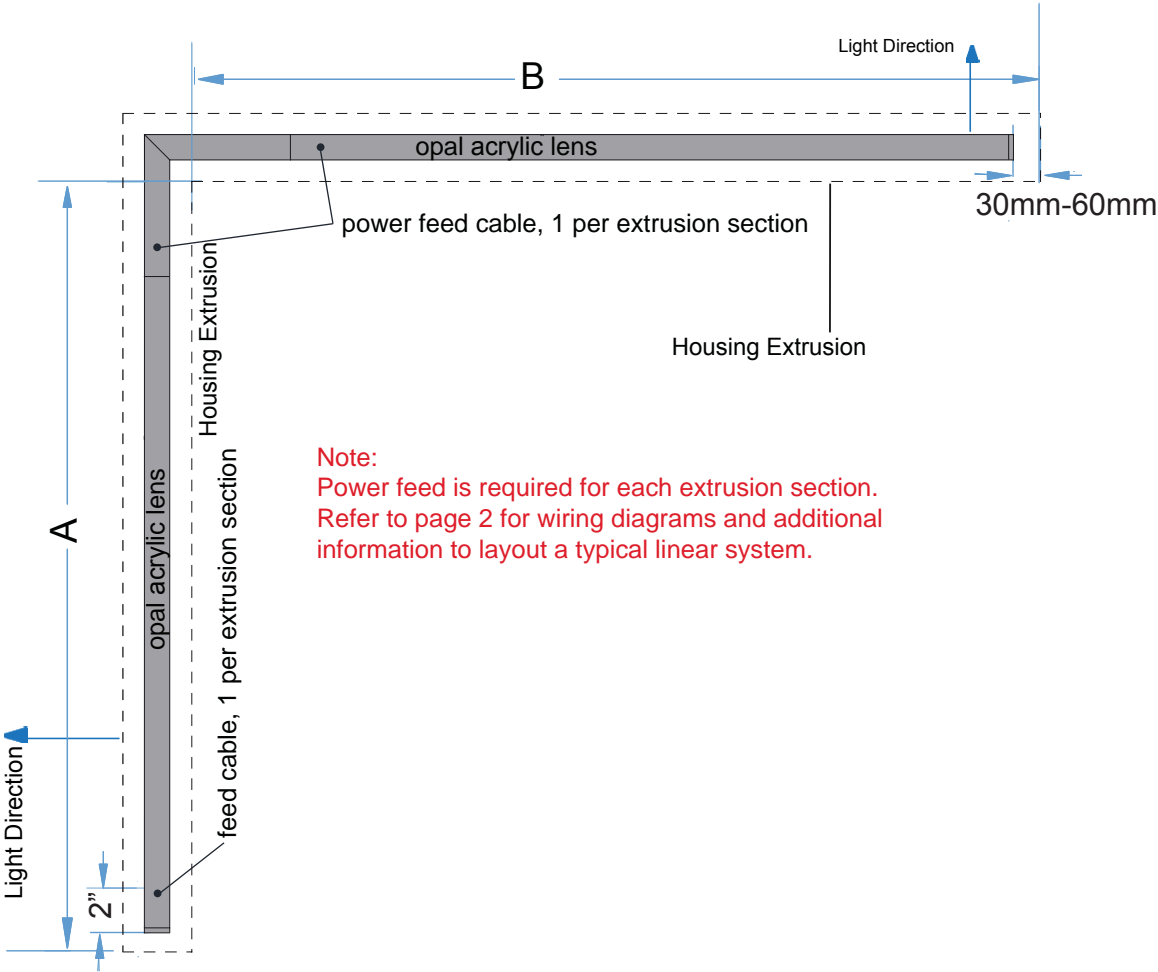 Light Direction
B
opal acrylic lens
30mm-60mm
power feed cable, 1 per extrusion section
Housing Extrusion
Housing Extrusion
Note:
Power feed is required for each extrusion section.
Refer to page 2 for wiring diagrams and additional
information to layout a typical linear system.
A
opal acrylic lens
feed cable, 1 per extrusion section
Light Direction
2”